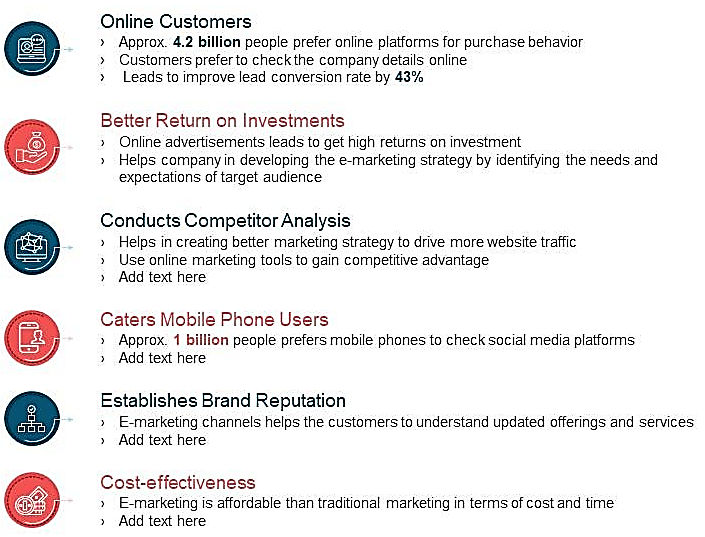 Online Customers
› Approx. 4.2 billion people prefer online platforms for purchase behavior
› Customers prefer to check the company details online
› Leads to improve lead conversion rate by 43%
Better Return on Investments
› Online advertisements leads to get high returns on investment
› Helps company in developing the e-marketing strategy by identifying the needs and
expectations of target audience
Conducts Competitor Analysis
› Helps in creating better marketing strategy to drive more website traffic
› Use online marketing tools to gain competitive advantage
› Add text here
Caters Mobile Phone Users
› Approx. 1 billion people prefers mobile phones to check social media platforms
› Add text here
Establishes Brand Reputation
› E-marketing channels helps the customers to understand updated offerings and services
› Add text here
Cost-effectiveness
› E-marketing is affordable than traditional marketing in terms of cost and time
› Add text here